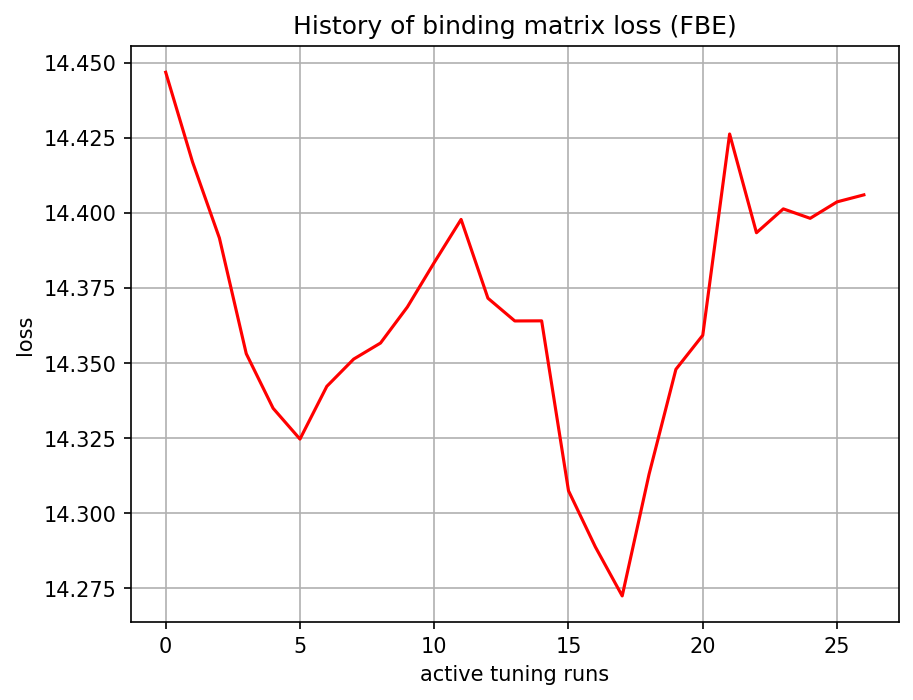 History of binding matrix loss (FBE)
14.450
14.425
14.400
14.375
14.350
14.325
14.300
14.275
loss
0 5 10 15 20 25
active tuning runs